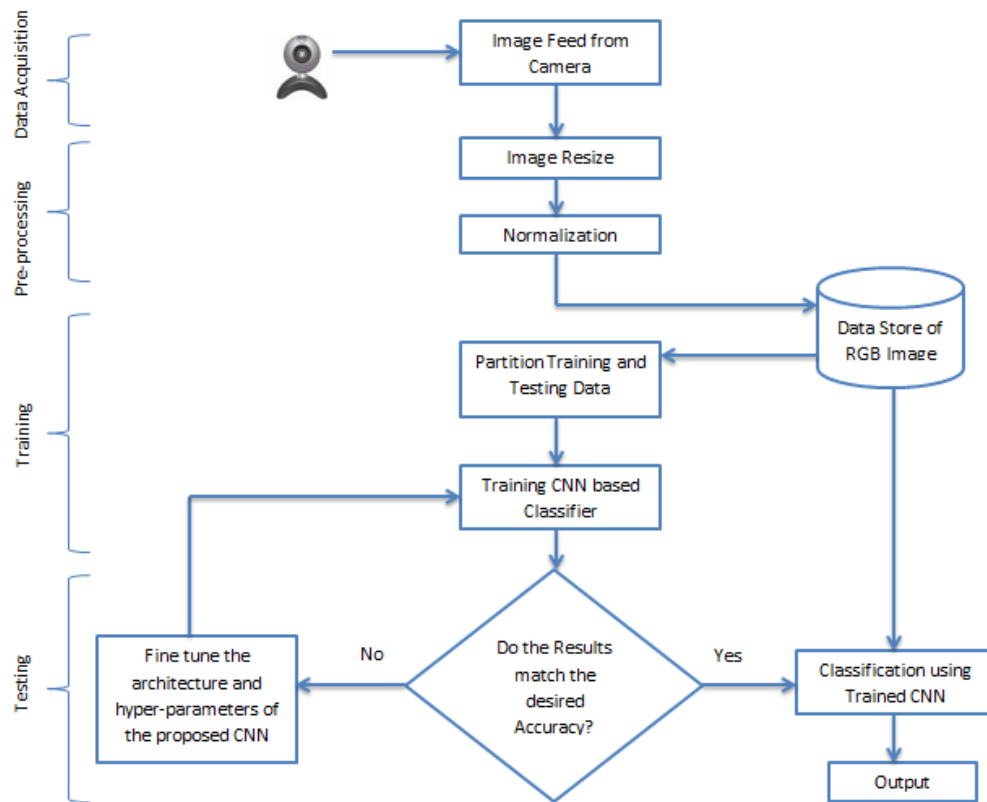 Data Acquisition
Image Feed from
Camera
Pre-processing
Image Resize
Normalization
Data Store of
RGB Image
Training
Partition Training and
Testing Data
Training CNN based
Classifier
Testing
Fine tune the
architecture and
hyper-parameters of
the proposed CNN
No
Do the Results
match the
desired
Accuracy?
Yes
Classification using
Trained CNN
Output